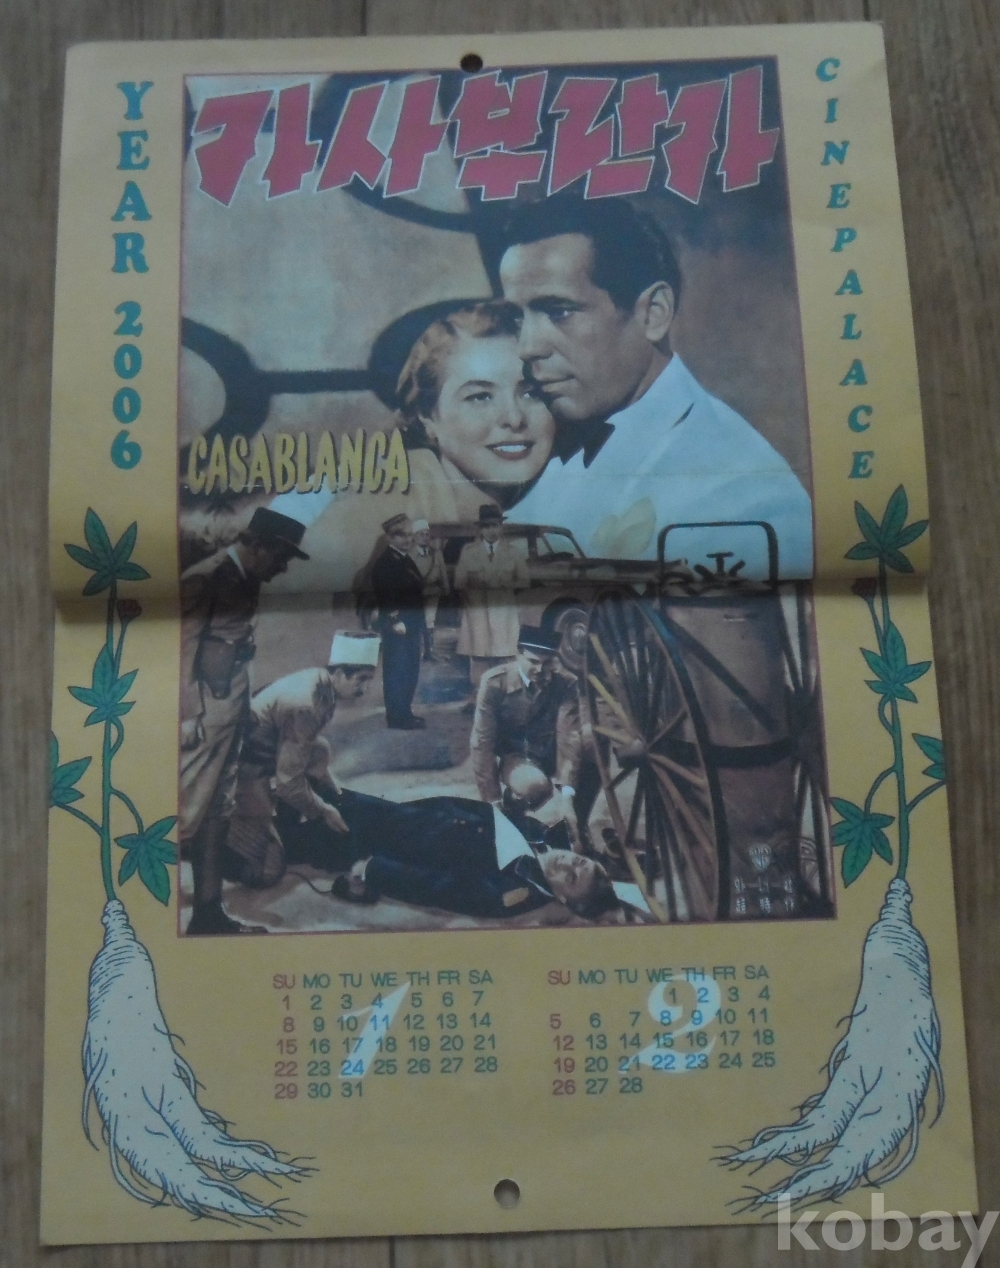 YEAR 2006
카사부란카
CINEPALACE
CASABLANCA
WB
1
SU MO TU WE TH FR SA
1 2 3 4 5 6 7
8 9 10 11 12 13 14
15 16 17 18 19 20 21
22 23 24 25 26 27 28
29 30 31
2
SU MO TU WE TH FR SA
1 2 3 4
5 6 7 8 9 10 11
12 13 14 15 16 17 18
19 20 21 22 23 24 25
26 27 28
kobay